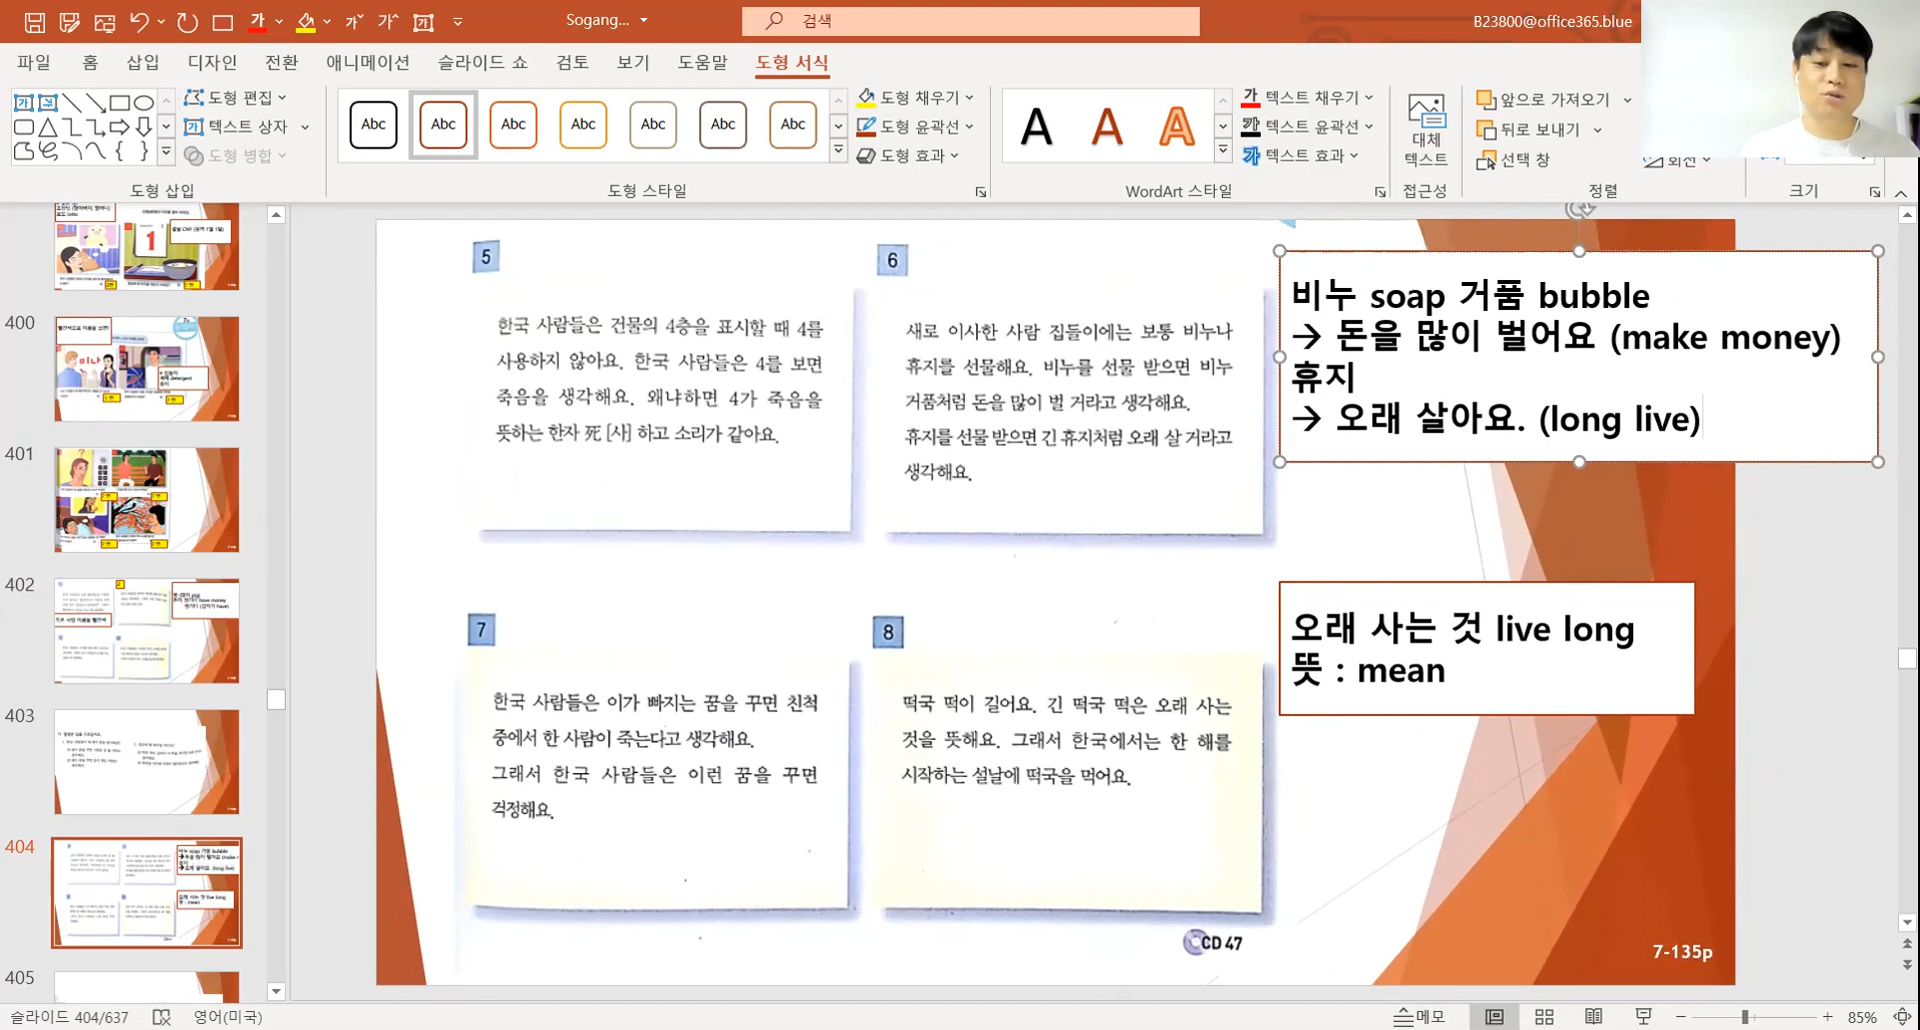 Sogang...
검색
B23800@office365.blue
파일 홈 삽입 디자인 전환 애니메이션 슬라이드 쇼 검토 보기 도움말 도형 서식
도형 편집
텍스트 상자
도형 병합
도형 삽입
Abc Abc Abc Abc Abc Abc Abc
도형 채우기
도형 윤곽선
도형 효과
도형 스타일
A A A
텍스트 채우기
텍스트 윤곽선
텍스트 효과
WordArt 스타일
대체
텍스트
접근성
앞으로 가져오기
뒤로 보내기
선택 창
회전
정렬
크기
400
401
402
403
404
405
5
한국 사람들은 건물의 4층을 표시할 때 4를
사용하지 않아요. 한국 사람들은 4를 보면
죽음을 생각해요. 왜냐하면 4가 죽음을
뜻하는 한자 死 [사] 하고 소리가 같아요.
6
새로 이사한 사람 집들이에는 보통 비누나
휴지를 선물해요. 비누를 선물 받으면 비누
거품처럼 돈을 많이 벌 거라고 생각해요.
휴지를 선물 받으면 긴 휴지처럼 오래 살 거라고
생각해요.
비누 soap 거품 bubble
→ 돈을 많이 벌어요 (make money)
휴지
→ 오래 살아요. (long live)
7
한국 사람들은 이가 빠지는 꿈을 꾸면 친척
중에서 한 사람이 죽는다고 생각해요.
그래서 한국 사람들은 이런 꿈을 꾸면
걱정해요.
8
떡국 떡이 길어요. 긴 떡국 떡은 오래 사는
것을 뜻해요. 그래서 한국에서는 한 해를
시작하는 설날에 떡국을 먹어요.
오래 사는 것 live long
뜻 : mean
CD 47
7-135p
슬라이드 404/637
영어(미국)
메모
85%